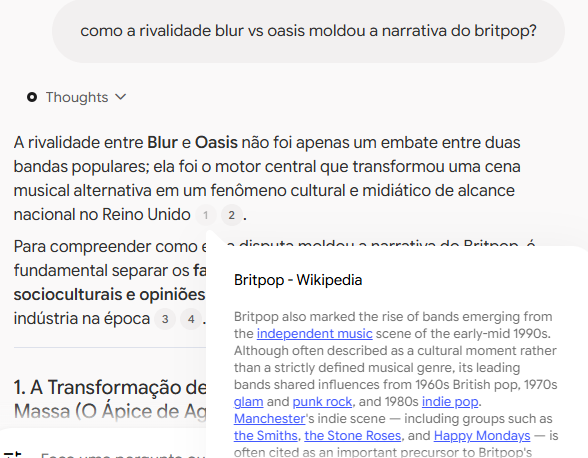 como a rivalidade blur vs oasis moldou a narrativa do britpop?
Thoughts
A rivalidade entre Blur e Oasis não foi apenas um embate entre duas
bandas populares; ela foi o motor central que transformou uma cena
musical alternativa em um fenômeno cultural e midiático de alcance
nacional no Reino Unido 1 2 .
Para compreender como
fundamental separar os
socioculturais e opiniões
indústria na época 3 4 .
1. A Transformação de
Massa (O Ápice de
Britpop - Wikipedia
Britpop also marked the rise of bands emerging from
the independent music scene of the early-mid 1990s.
Although often described as a cultural moment rather
than a strictly defined musical genre, its leading
bands shared influences from 1960s British pop, 1970s
glam and punk rock, and 1980s indie pop.
Manchester's indie scene — including groups such as
the Smiths, the Stone Roses, and Happy Mondays — is
often cited as an important precursor to Britpop's